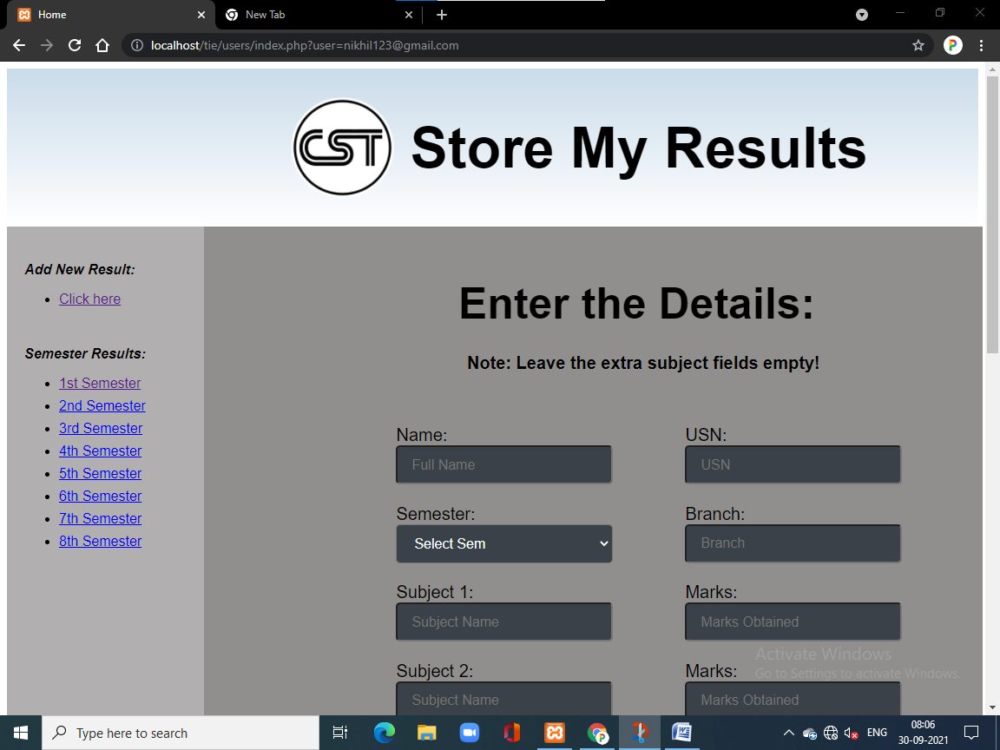 Home
New Tab
localhost/tie/users/index.php?user=nikhil123@gmail.com
P
CST Store My Results
Add New Result:
Click here
Semester Results:
1st Semester
2nd Semester
3rd Semester
4th Semester
5th Semester
6th Semester
7th Semester
8th Semester
Enter the Details:
Note: Leave the extra subject fields empty!
Name: USN:
Full Name USN
Semester: Branch:
Select Sem Branch
Subject 1: Marks:
Subject Name Marks Obtained
Subject 2: Marks:
Subject Name Marks Obtained
Activate Windows
Go to Settings to activate Windows.
Type here to search
ENG
08:06
30-09-2021